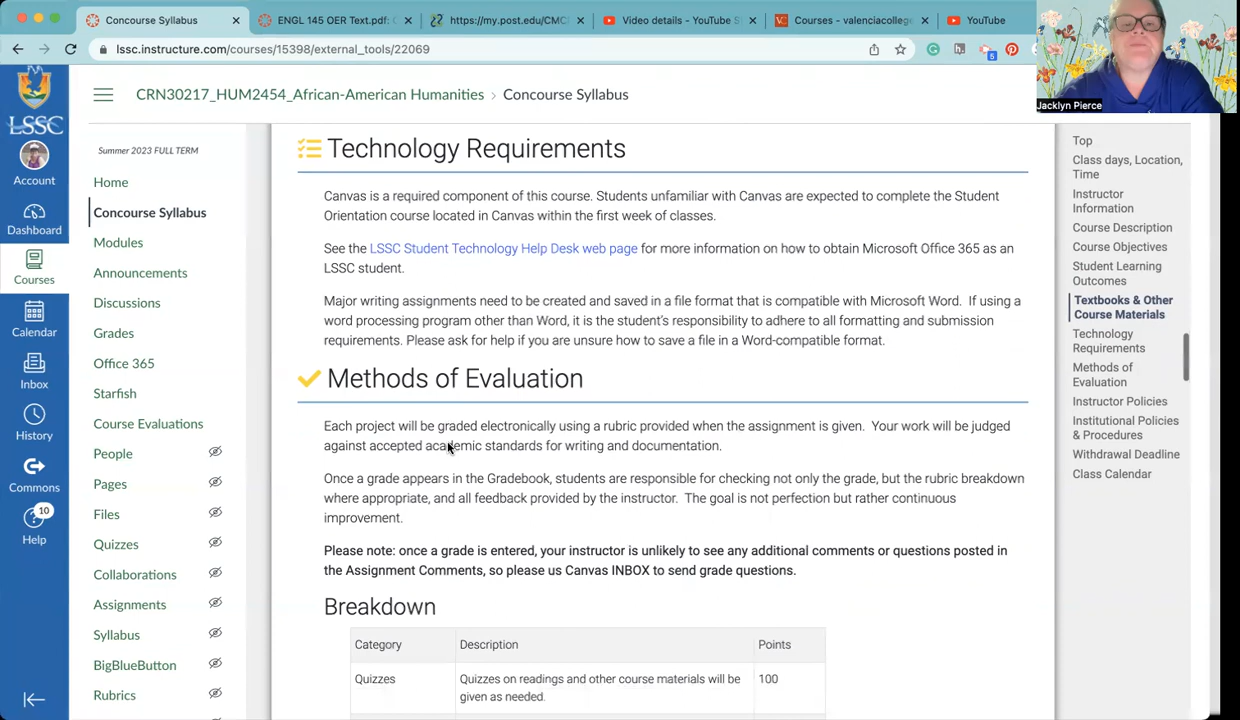 Concourse Syllabus
ENGL 145 OER Text.pdf: C
https://my.post.edu/CMC
Video details - YouTube S
Courses - valenciacolleg
YouTube
lssc.instructure.com/courses/15398/external_tools/22069
5
Jacklyn Pierce
LSSC
Account
Dashboard
Courses
Calendar
Inbox
History
Commons
10
Help
CRN30217_HUM2454_African-American Humanities > Concourse Syllabus
Summer 2023 FULL TERM
Home
Concourse Syllabus
Modules
Announcements
Discussions
Grades
Office 365
Starfish
Course Evaluations
People
Pages
Files
Quizzes
Collaborations
Assignments
Syllabus
BigBlueButton
Rubrics
Technology Requirements
Canvas is a required component of this course. Students unfamiliar with Canvas are expected to complete the Student
Orientation course located in Canvas within the first week of classes.
See the LSSC Student Technology Help Desk web page for more information on how to obtain Microsoft Office 365 as an
LSSC student.
Major writing assignments need to be created and saved in a file format that is compatible with Microsoft Word. If using a
word processing program other than Word, it is the student's responsibility to adhere to all formatting and submission
requirements. Please ask for help if you are unsure how to save a file in a Word-compatible format.
Methods of Evaluation
Each project will be graded electronically using a rubric provided when the assignment is given. Your work will be judged
against accepted academic standards for writing and documentation.
Once a grade appears in the Gradebook, students are responsible for checking not only the grade, but the rubric breakdown
where appropriate, and all feedback provided by the instructor. The goal is not perfection but rather continuous
improvement.
Please note: once a grade is entered, your instructor is unlikely to see any additional comments or questions posted in
the Assignment Comments, so please us Canvas INBOX to send grade questions.
Breakdown
Category Description Points
Quizzes Quizzes on readings and other course materials will be 100
given as needed.
Top
Class days, Location,
Time
Instructor
Information
Course Description
Course Objectives
Student Learning
Outcomes
Textbooks & Other
Course Materials
Technology
Requirements
Methods of
Evaluation
Instructor Policies
Institutional Policies
& Procedures
Withdrawal Deadline
Class Calendar